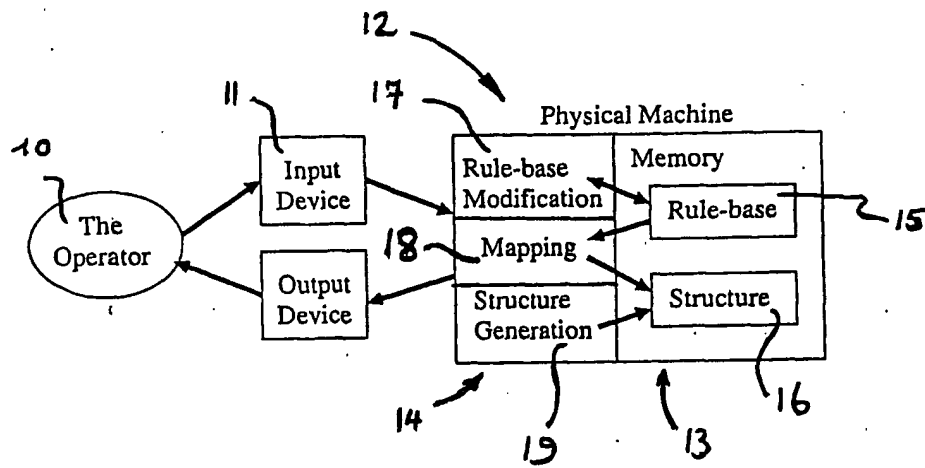 12
11
17
Physical Machine
10
Input
Device
Rule-base
Modification
Memory
Rule-base
15
The
Operator
18
Mapping
Output
Device
Structure
Generation
Structure
14
19
13
16